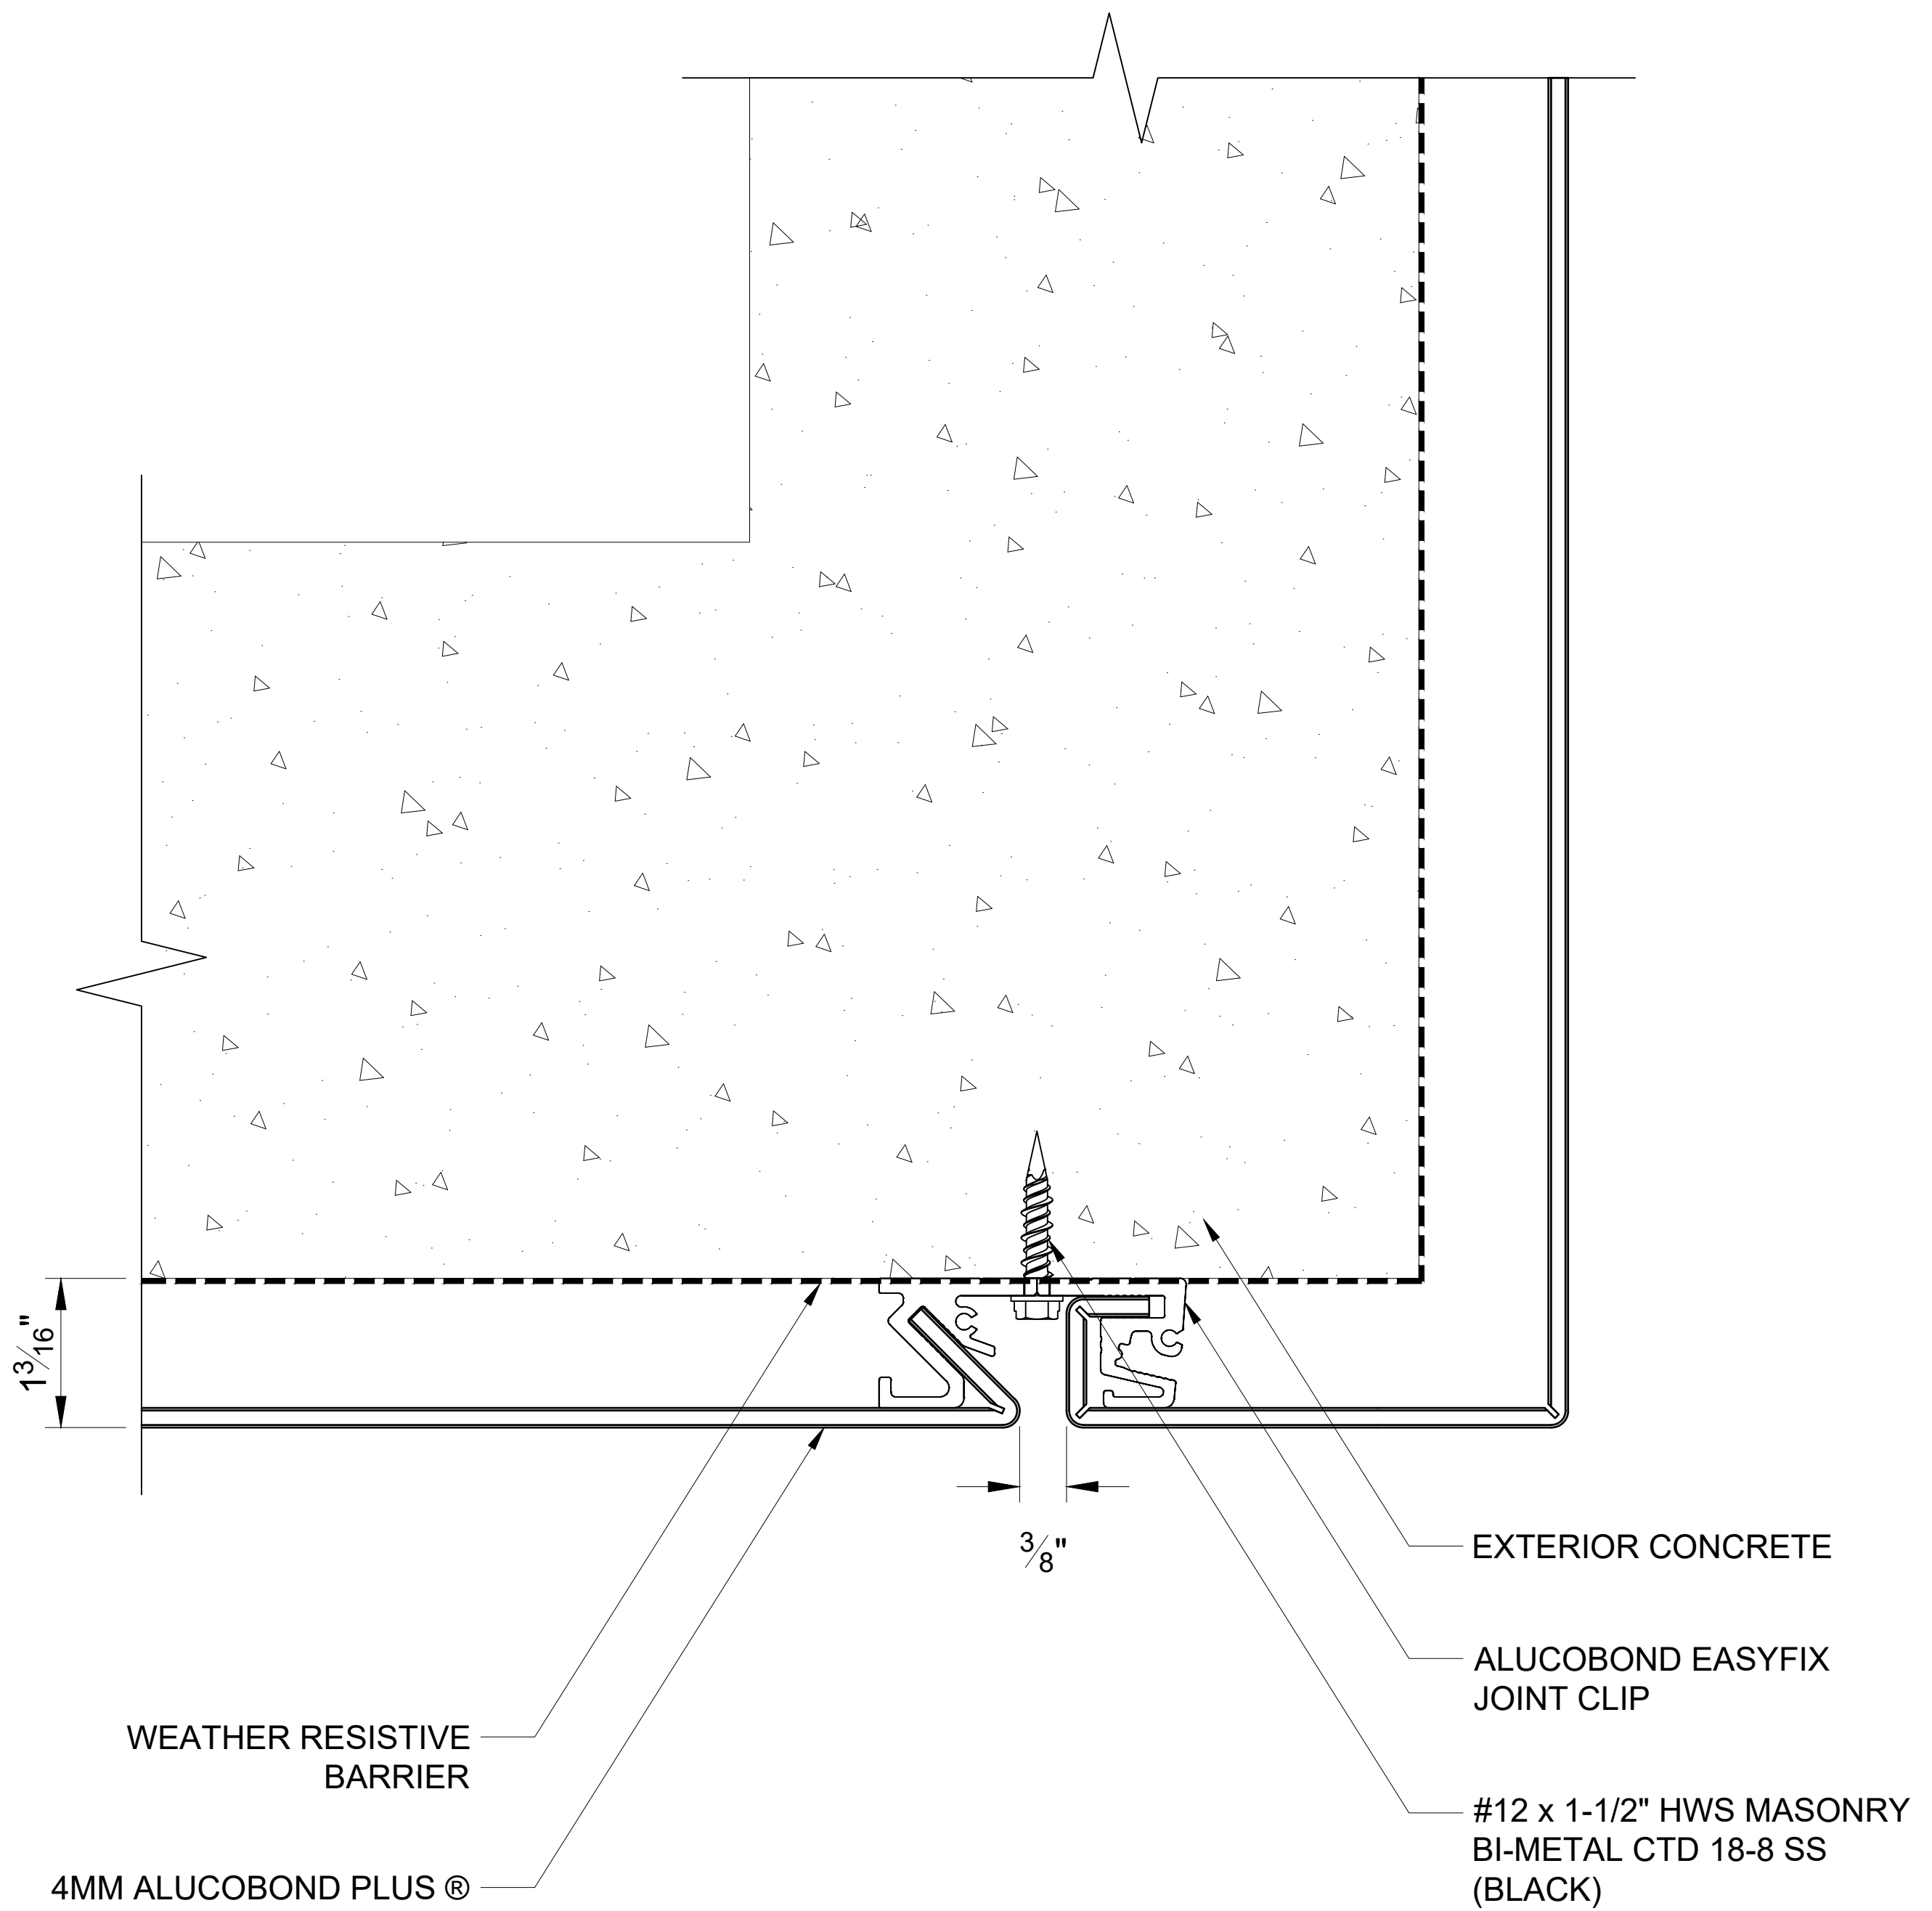 1 3/16"
3/8"
EXTERIOR CONCRETE
ALUCOBOND EASYFIX
JOINT CLIP
WEATHER RESISTIVE
BARRIER
#12 x 1-1/2" HWS MASONRY
BI-METAL CTD 18-8 SS
(BLACK)
4MM ALUCOBOND PLUS ®